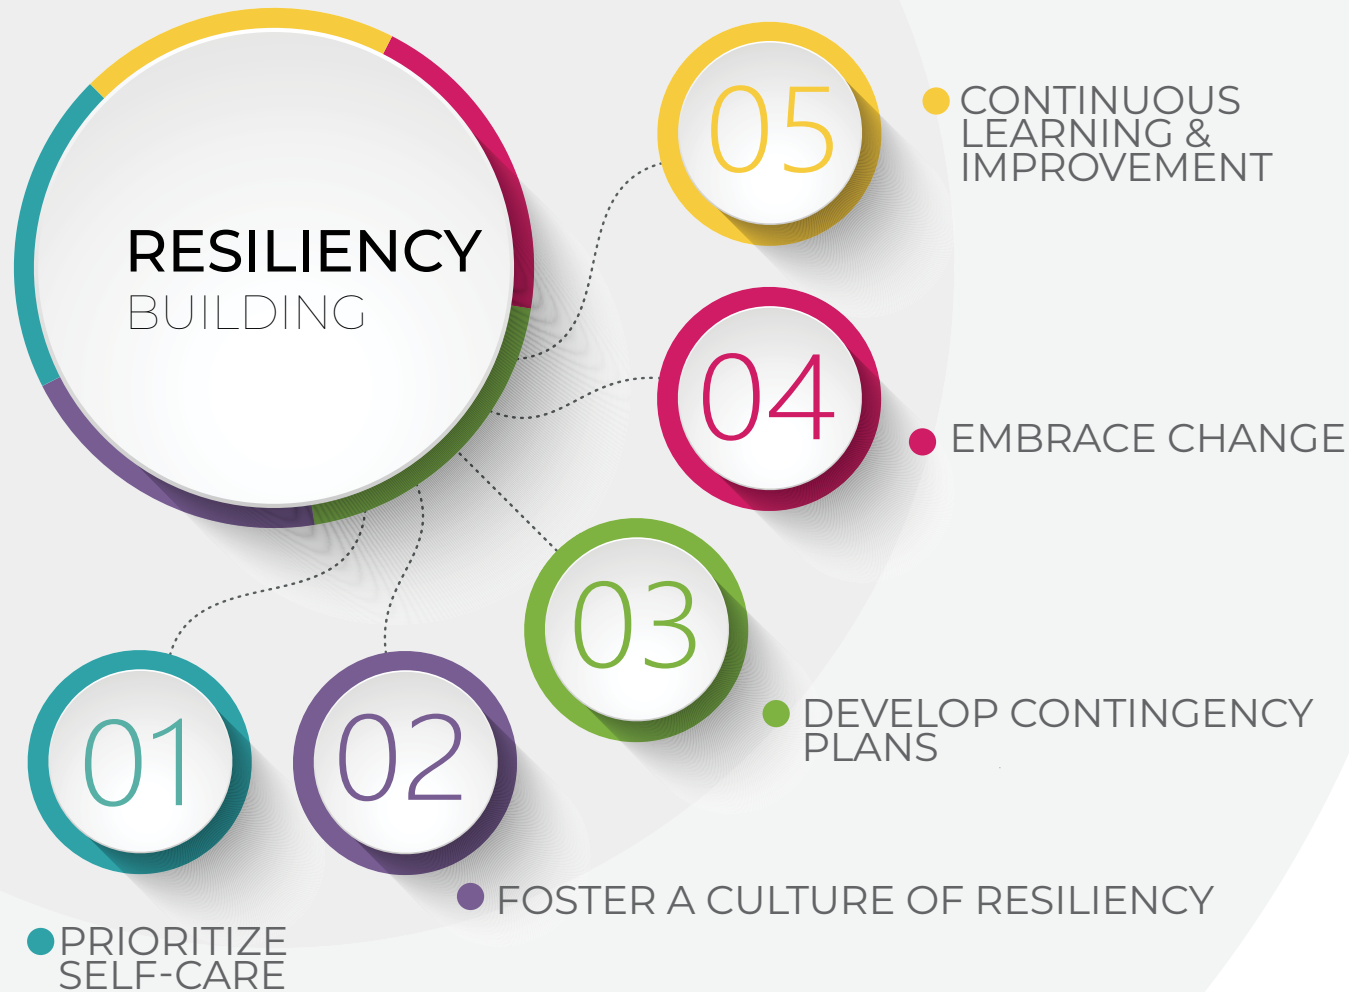 RESILIENCY
BUILDING
05
CONTINUOUS
LEARNING &
IMPROVEMENT
04
EMBRACE CHANGE
03
DEVELOP CONTINGENCY
PLANS
02
FOSTER A CULTURE OF RESILIENCY
01
PRIORITIZE
SELF-CARE